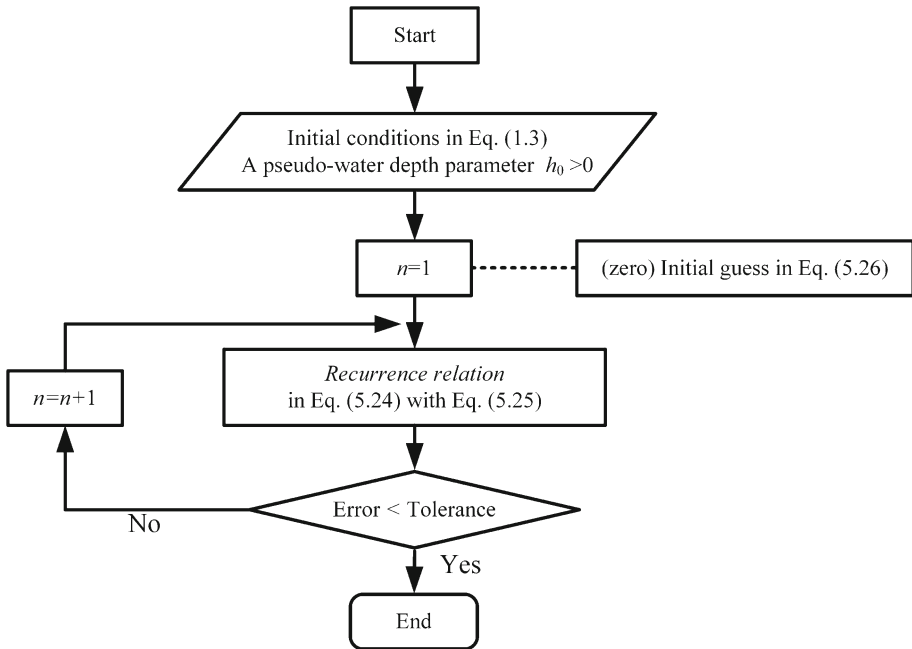 Start
Initial conditions in Eq. (1.3)
A pseudo-water depth parameter h₀ >0
n=1
(zero) Initial guess in Eq. (5.26)
Recurrence relation
in Eq. (5.24) with Eq. (5.25)
n=n+1
Error < Tolerance
No
Yes
End